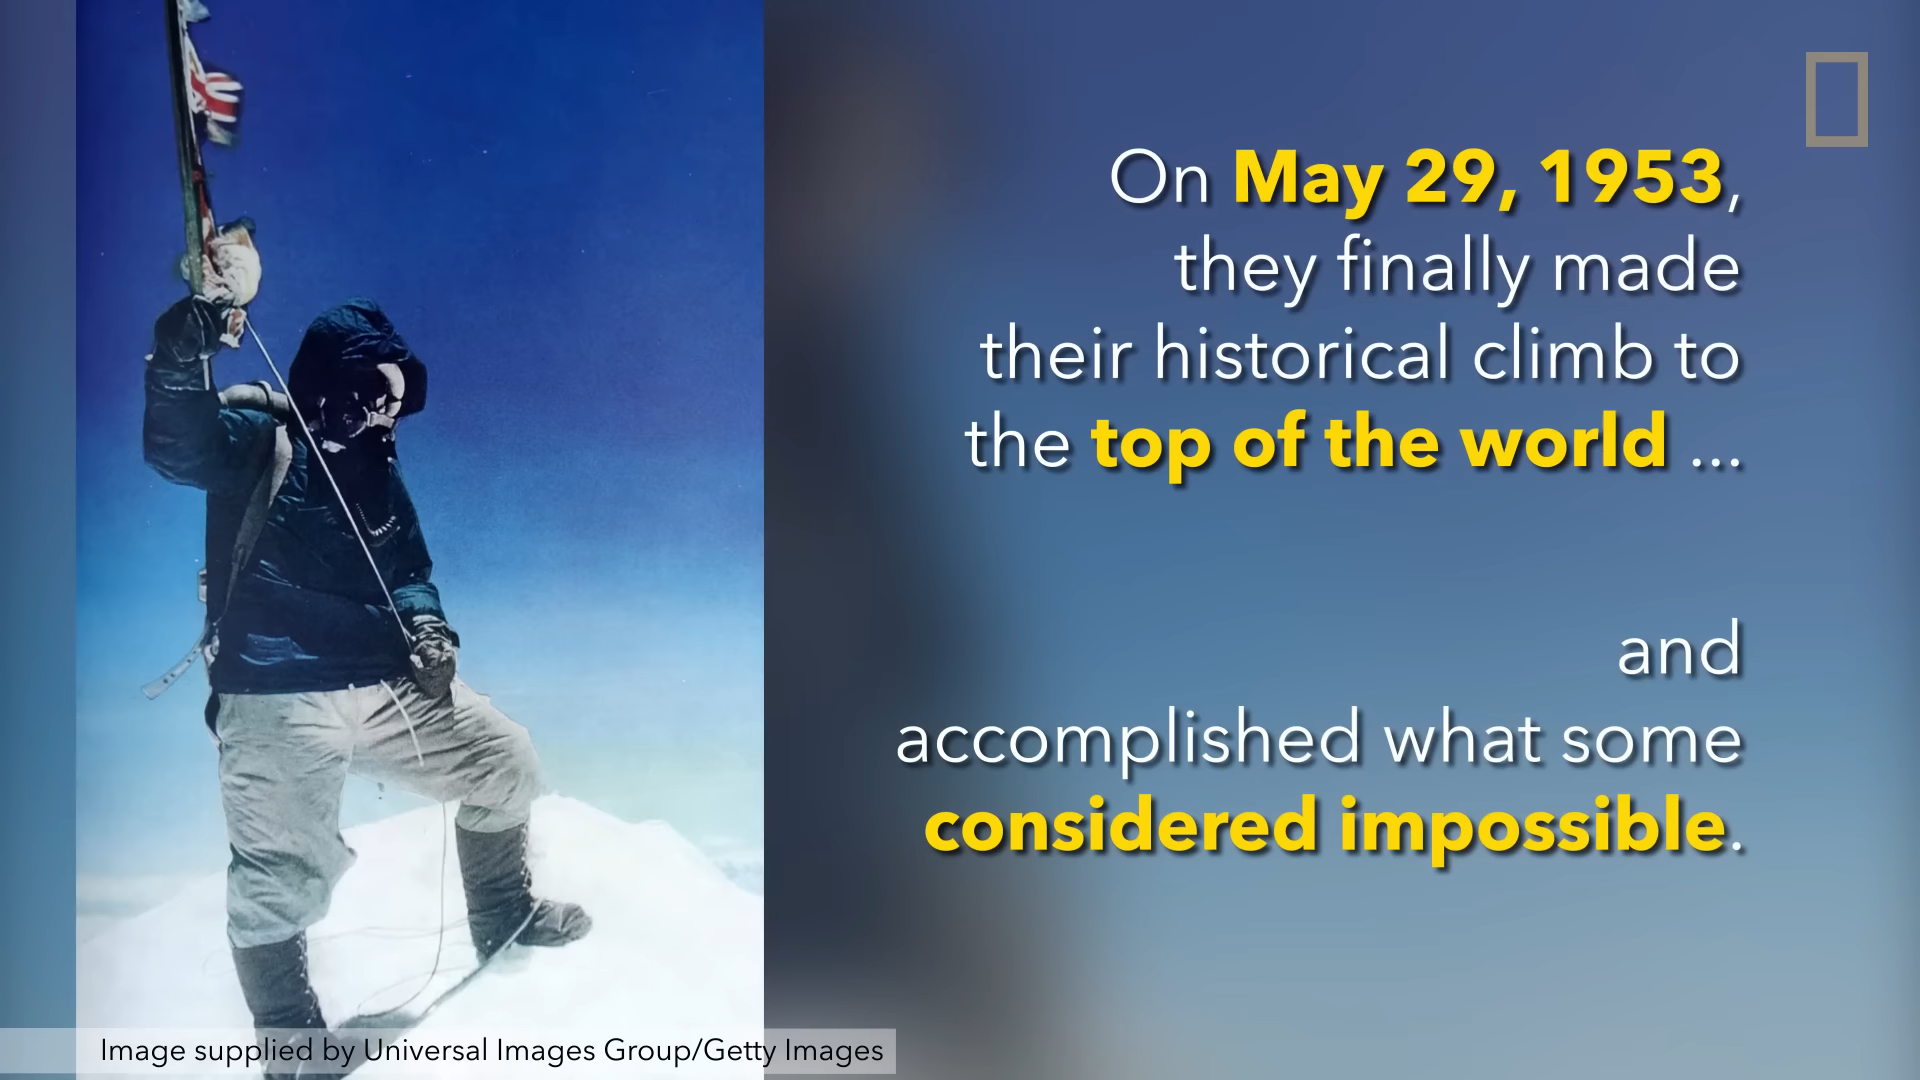 On May 29, 1953,
they finally made
their historical climb to
the top of the world ...
and
accomplished what some
considered impossible.
Image supplied by Universal Images Group/Getty Images